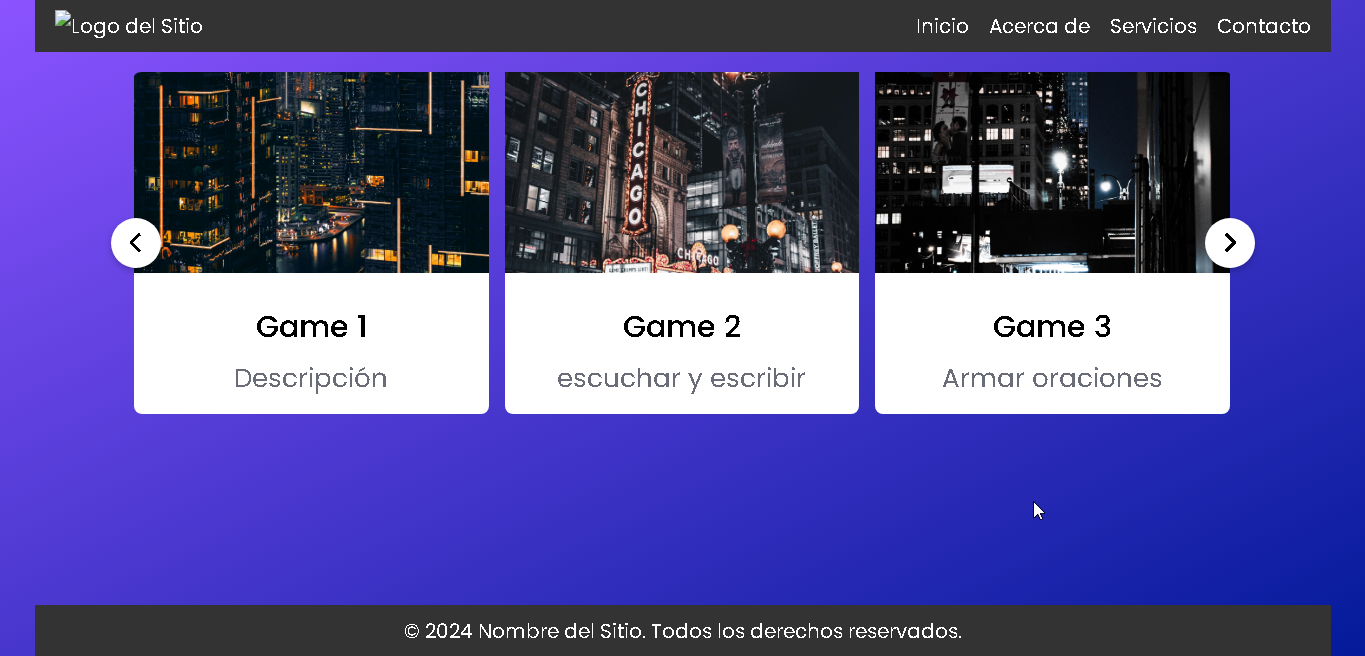 Logo del Sitio
Inicio Acerca de Servicios Contacto
CHICAGO
CHICAGO
Game 1
Game 2
Game 3
Descripción
escuchar y escribir
Armar oraciones
© 2024 Nombre del Sitio. Todos los derechos reservados.